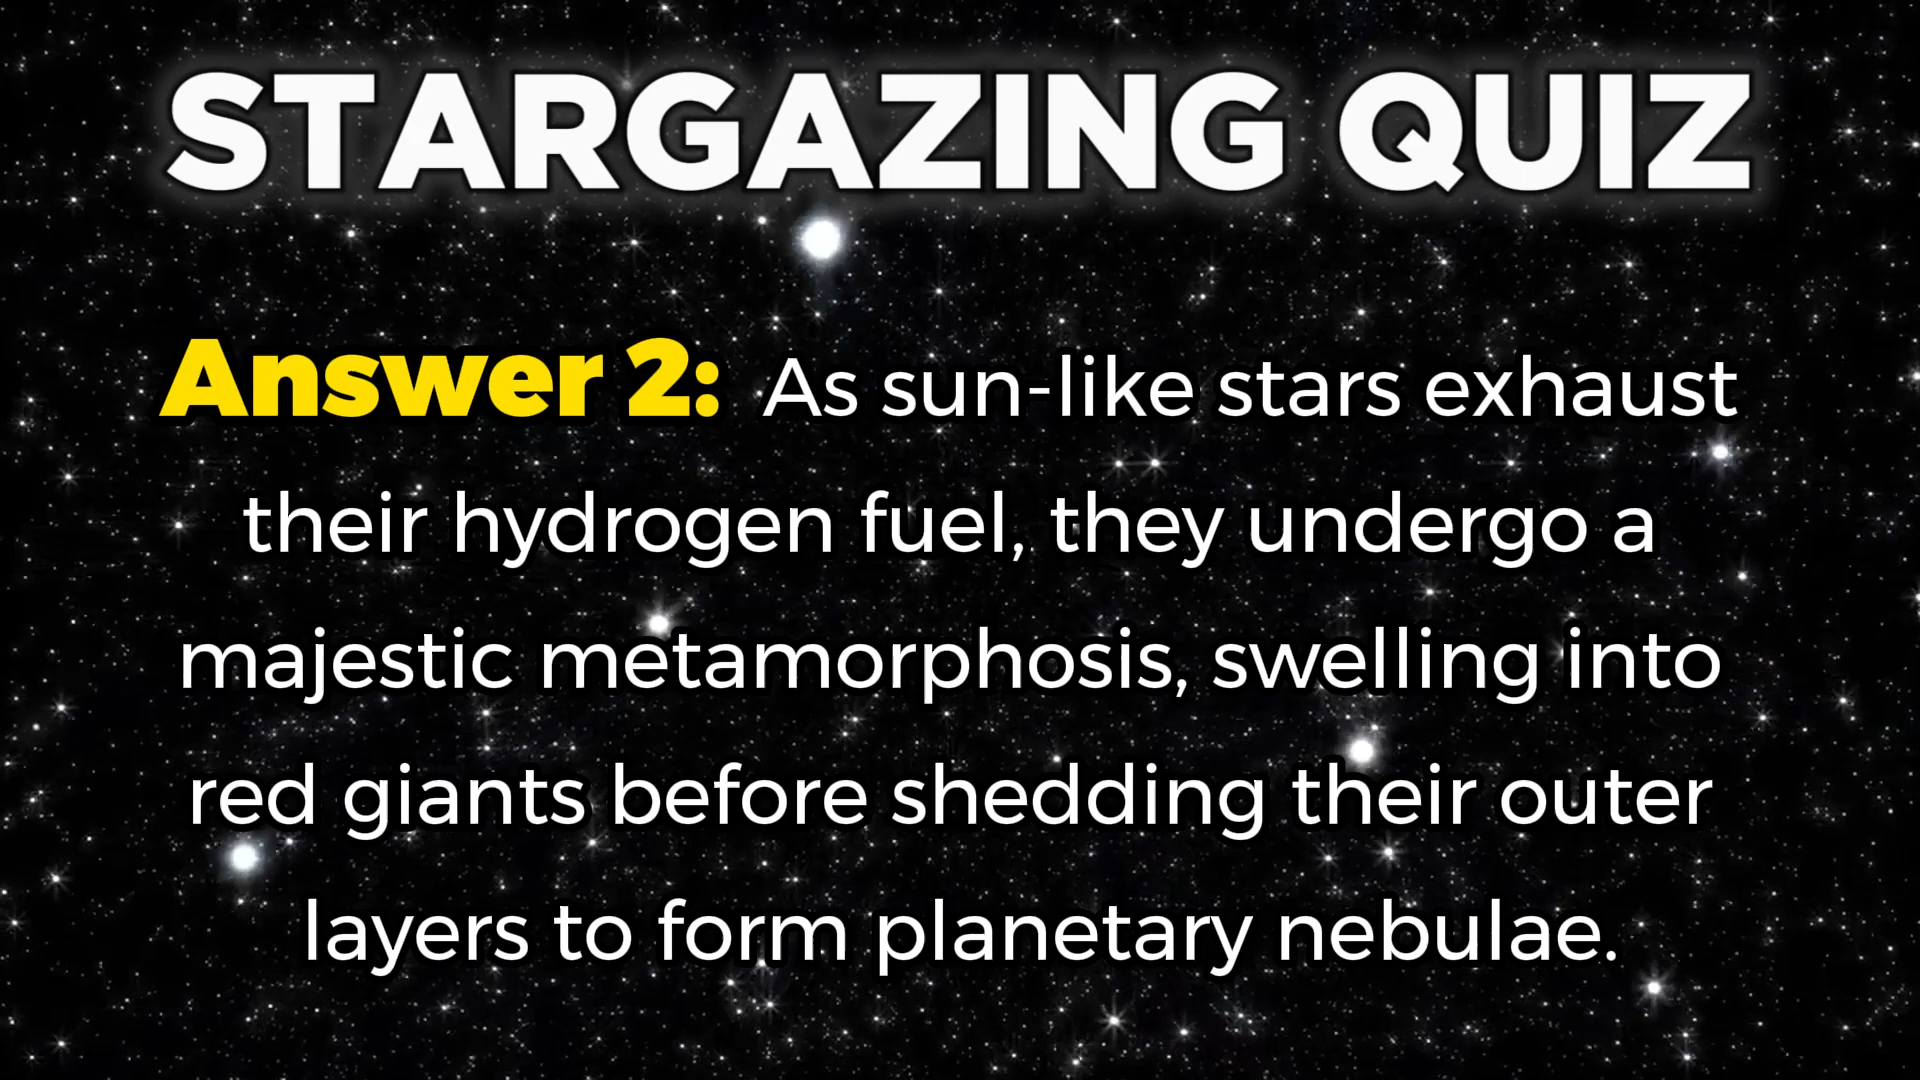 STARGAZING QUIZ
Answer 2: As sun-like stars exhaust
their hydrogen fuel, they undergo a
majestic metamorphosis, swelling into
red giants before shedding their outer
layers to form planetary nebulae.